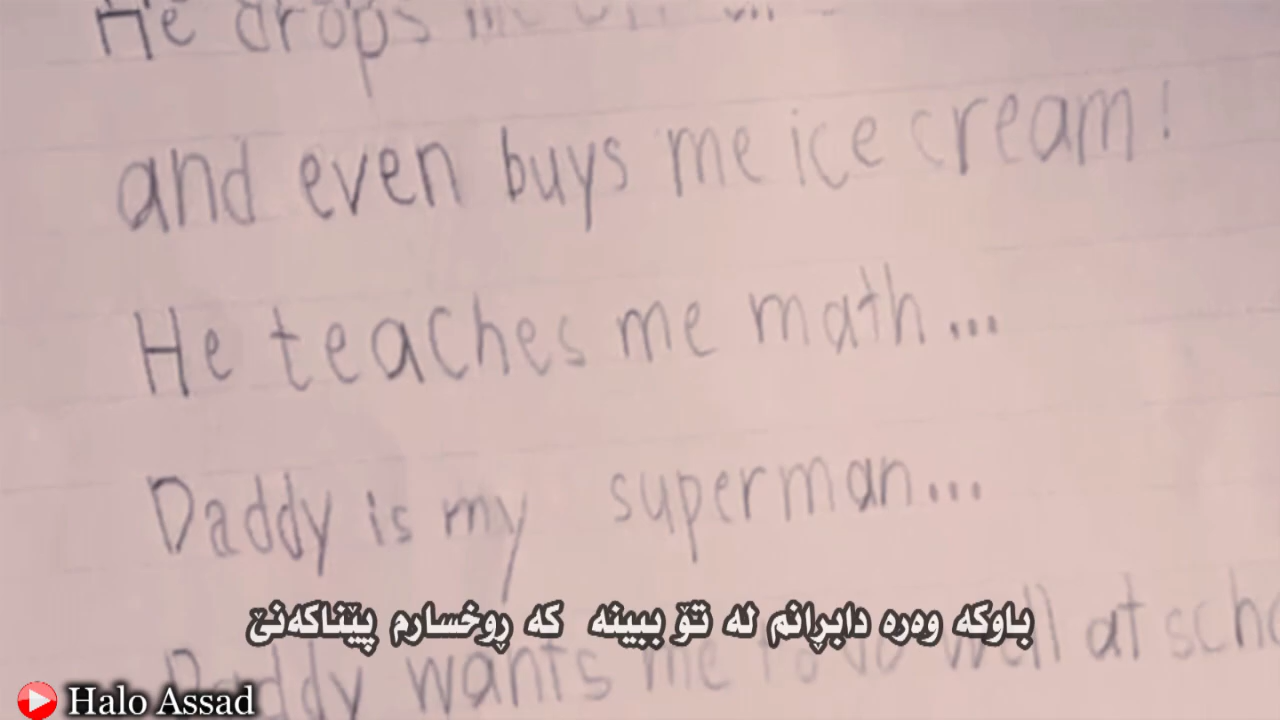 He drops me
and even buys me ice cream!
He teaches me math...
Daddy is my superman...
باوکە وەرە دابڕانم لە تۆ ببینە کە ڕوخسارم پێناکەنێ
Daddy wants me to do well at
Halo Assad